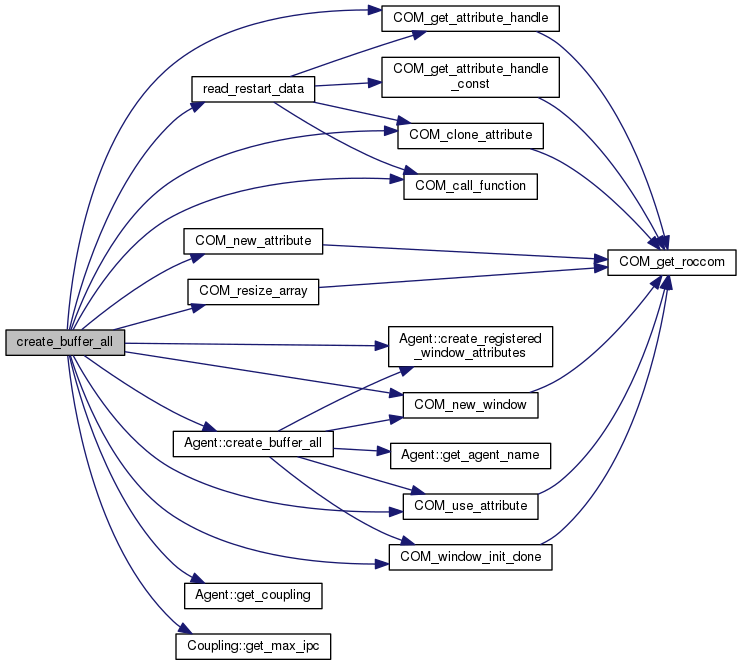 COM_get_attribute_handle
read_restart_data
COM_get_attribute_handle
_const
COM_clone_attribute
COM_call_function
COM_new_attribute
COM_get_roccom
COM_resize_array
create_buffer_all
Agent::create_registered
_window_attributes
COM_new_window
Agent::create_buffer_all
Agent::get_agent_name
COM_use_attribute
COM_window_init_done
Agent::get_coupling
Coupling::get_max_ipc